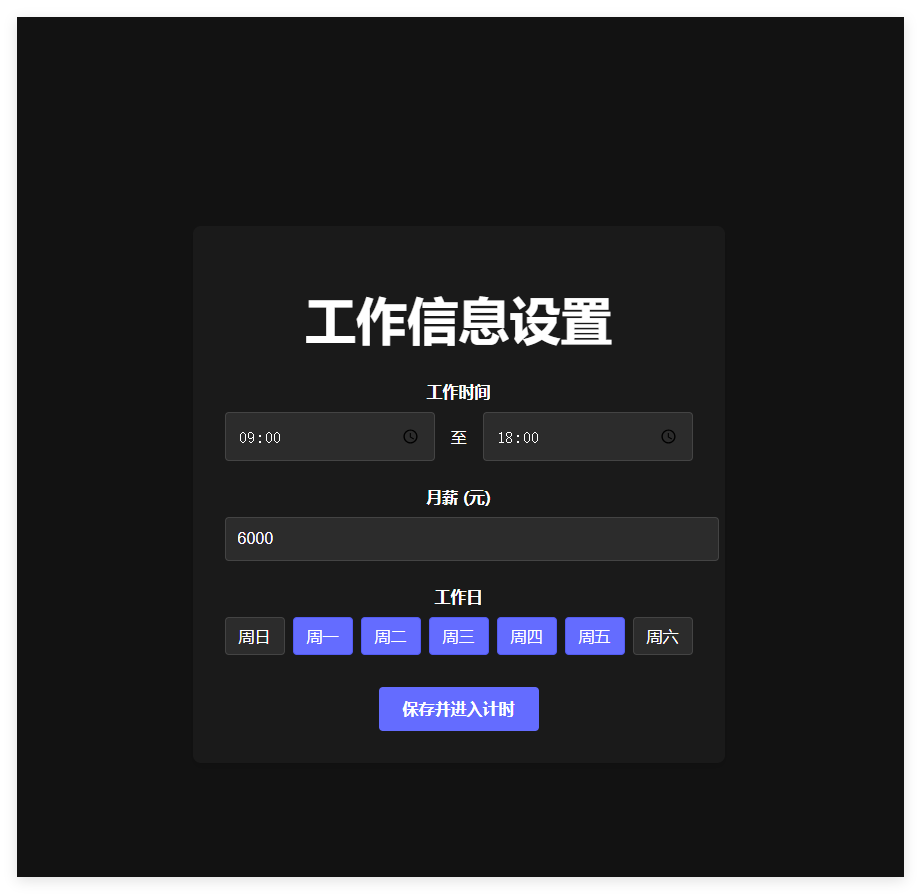 工作信息设置
工作时间
09:00 至 18:00
月薪 (元)
6000
工作日
周日 周一 周二 周三 周四 周五 周六
保存并进入计时